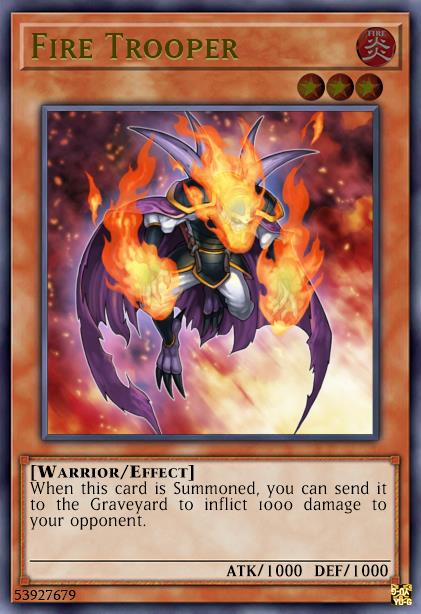 FIRE TROOPER
FIRE
炎
[WARRIOR/EFFECT]
When this card is Summoned, you can send it
to the Graveyard to inflict 1000 damage to
your opponent.
ATK/1000 DEF/1000
53927679